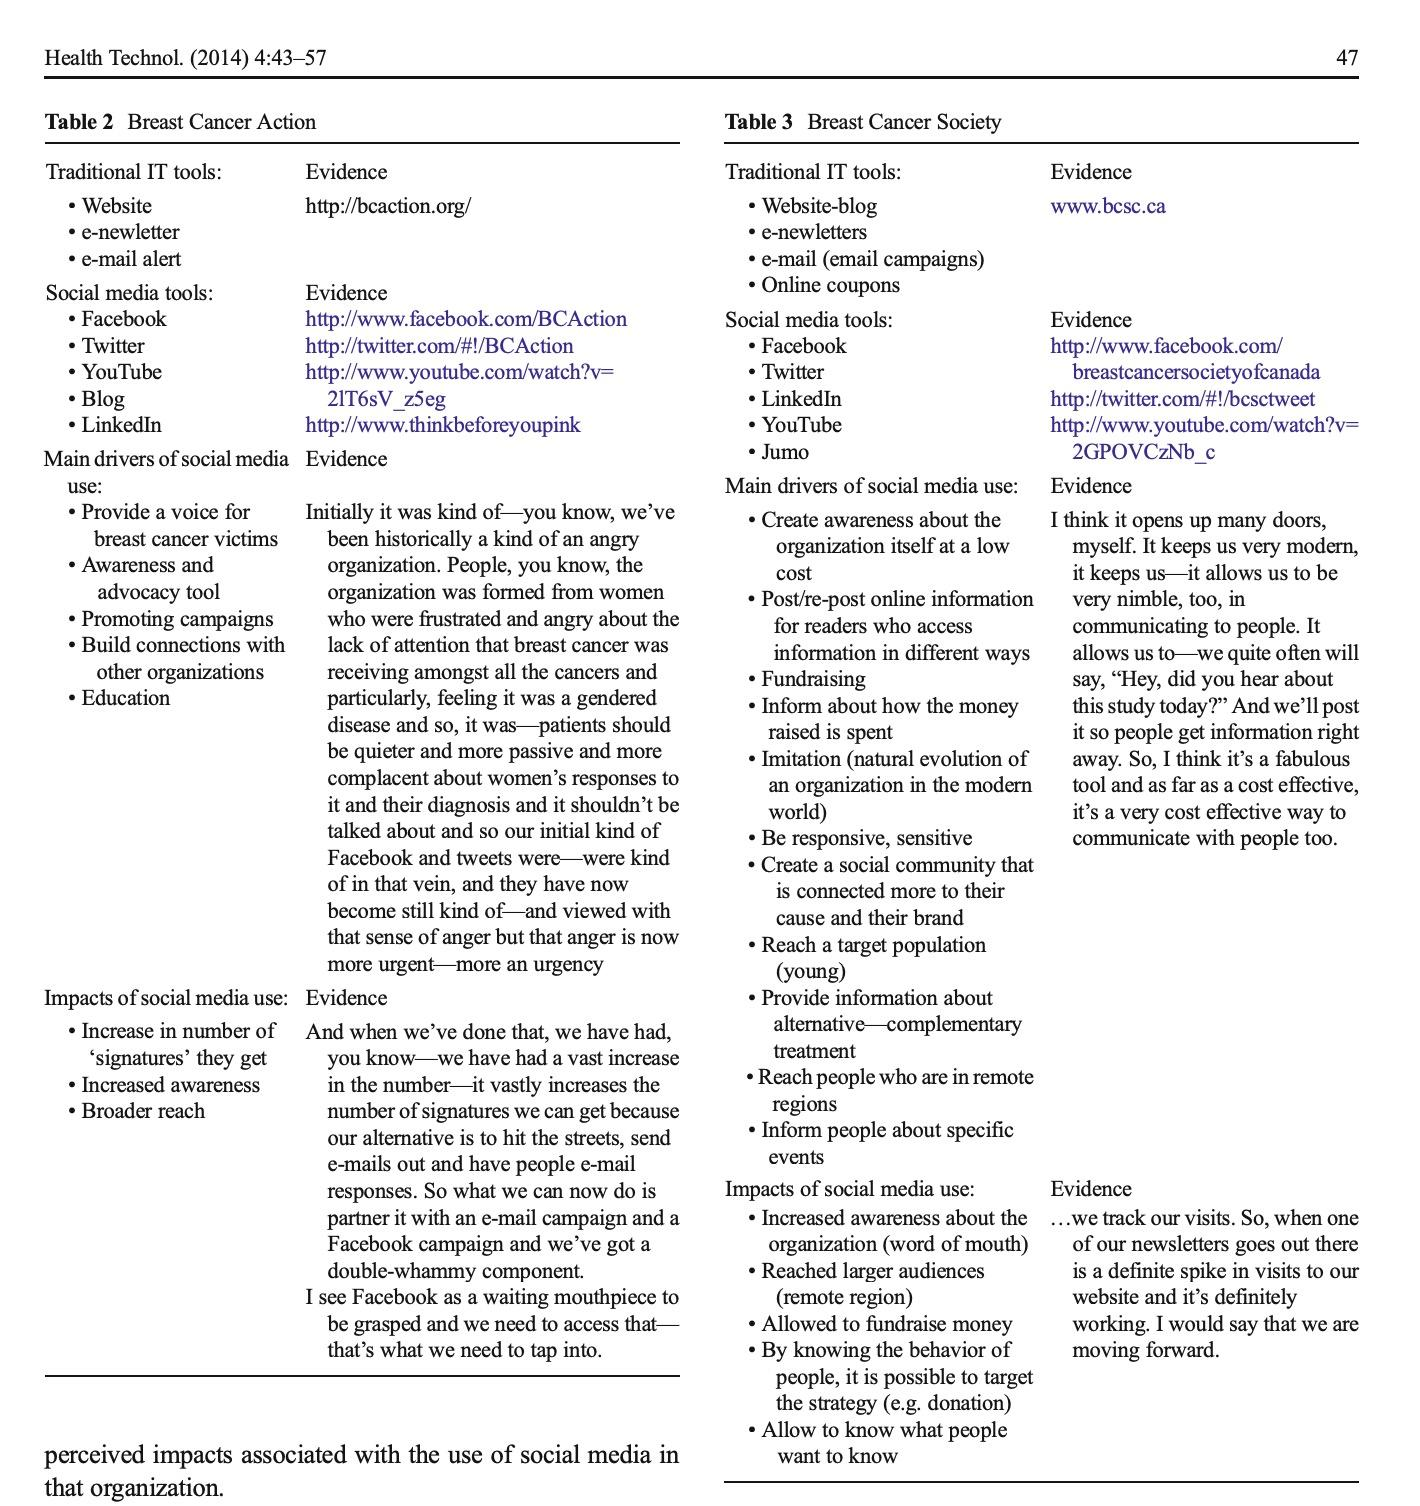 Health Technol. (2014) 4:43–57
47
Table 2 Breast Cancer Action
Traditional IT tools: Evidence
• Website http://bcaction.org/
• e-newletter
• e-mail alert
Social media tools: Evidence
• Facebook http://www.facebook.com/BCAction
• Twitter http://twitter.com/#!/BCAction
• YouTube http://www.youtube.com/watch?v=
• Blog 2lT6sV_z5eg
• LinkedIn http://www.thinkbeforeyoupink
Main drivers of social media Evidence
use:
• Provide a voice for
breast cancer victims
• Awareness and
advocacy tool
• Promoting campaigns
• Build connections with
other organizations
• Education
Initially it was kind of—you know, we’ve
been historically a kind of an angry
organization. People, you know, the
organization was formed from women
who were frustrated and angry about the
lack of attention that breast cancer was
receiving amongst all the cancers and
particularly, feeling it was a gendered
disease and so, it was—patients should
be quieter and more passive and more
complacent about women’s responses to
it and their diagnosis and it shouldn’t be
talked about and so our initial kind of
Facebook and tweets were—were kind
of in that vein, and they have now
become still kind of—and viewed with
that sense of anger but that anger is now
more urgent—more an urgency
Impacts of social media use: Evidence
• Increase in number of
‘signatures’ they get
• Increased awareness
• Broader reach
And when we’ve done that, we have had,
you know—we have had a vast increase
in the number—it vastly increases the
number of signatures we can get because
our alternative is to hit the streets, send
e-mails out and have people e-mail
responses. So what we can now do is
partner it with an e-mail campaign and a
Facebook campaign and we’ve got a
double-whammy component.
I see Facebook as a waiting mouthpiece to
be grasped and we need to access that—
that’s what we need to tap into.
perceived impacts associated with the use of social media in
that organization.
Table 3 Breast Cancer Society
Traditional IT tools: Evidence
• Website-blog www.bcsc.ca
• e-newletters
• e-mail (email campaigns)
• Online coupons
Social media tools: Evidence
• Facebook http://www.facebook.com/
• Twitter breastcancersocietyofcanada
• LinkedIn http://twitter.com/#!/bcsctweet
• YouTube http://www.youtube.com/watch?v=
• Jumo 2GPOVCzNb_c
Main drivers of social media use: Evidence
• Create awareness about the
organization itself at a low
cost
• Post/re-post online information
for readers who access
information in different ways
• Fundraising
• Inform about how the money
raised is spent
• Imitation (natural evolution of
an organization in the modern
world)
• Be responsive, sensitive
• Create a social community that
is connected more to their
cause and their brand
• Reach a target population
(young)
• Provide information about
alternative—complementary
treatment
• Reach people who are in remote
regions
• Inform people about specific
events
I think it opens up many doors,
myself. It keeps us very modern,
it keeps us—it allows us to be
very nimble, too, in
communicating to people. It
allows us to—we quite often will
say, “Hey, did you hear about
this study today?” And we’ll post
it so people get information right
away. So, I think it’s a fabulous
tool and as far as a cost effective,
it’s a very cost effective way to
communicate with people too.
Impacts of social media use: Evidence
• Increased awareness about the
organization (word of mouth)
• Reached larger audiences
(remote region)
• Allowed to fundraise money
• By knowing the behavior of
people, it is possible to target
the strategy (e.g. donation)
• Allow to know what people
want to know
…we track our visits. So, when one
of our newsletters goes out there
is a definite spike in visits to our
website and it’s definitely
working. I would say that we are
moving forward.